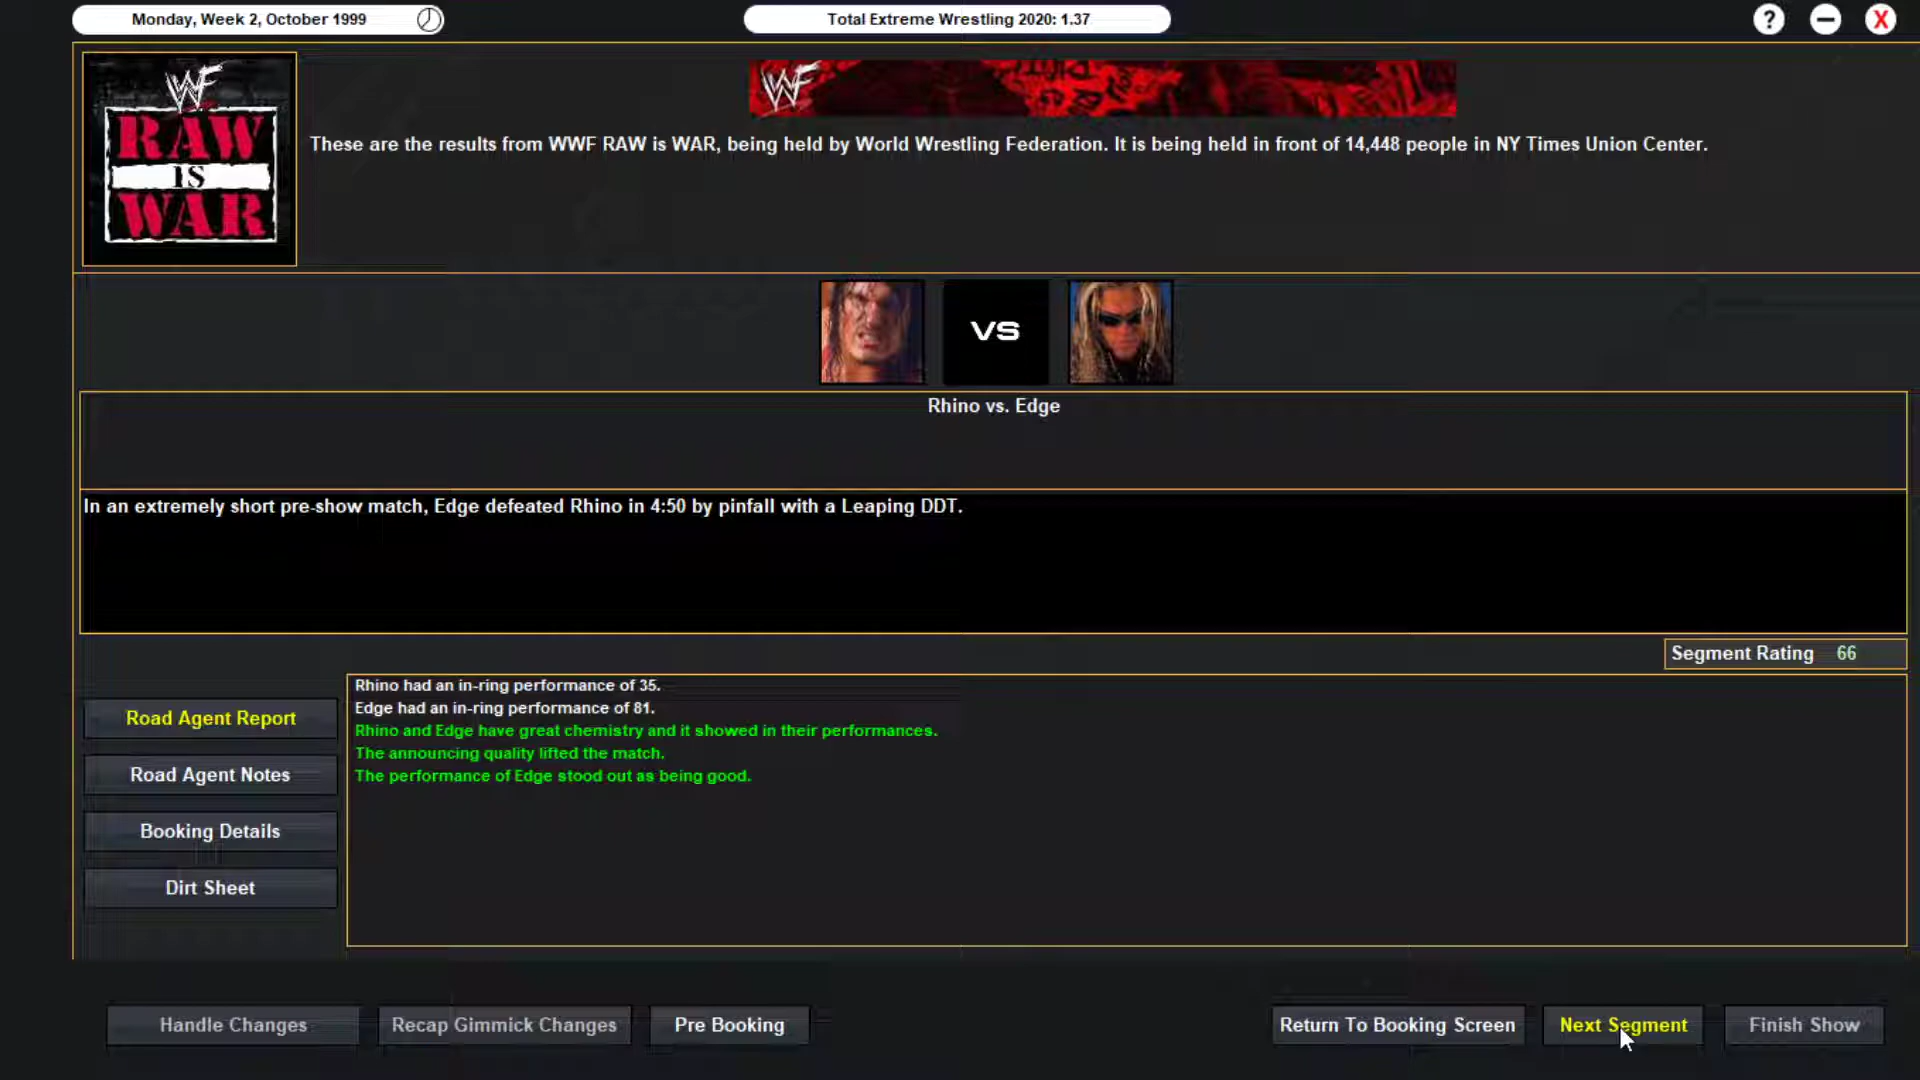 Monday, Week 2, October 1999
Total Extreme Wrestling 2020: 1.37
?
X
WF
RAW
IS
WAR
WF
These are the results from WWF RAW is WAR, being held by World Wrestling Federation. It is being held in front of 14,448 people in NY Times Union Center.
VS
Rhino vs. Edge
In an extremely short pre-show match, Edge defeated Rhino in 4:50 by pinfall with a Leaping DDT.
Segment Rating 66
Road Agent Report
Road Agent Notes
Booking Details
Dirt Sheet
Rhino had an in-ring performance of 35.
Edge had an in-ring performance of 81.
Rhino and Edge have great chemistry and it showed in their performances.
The announcing quality lifted the match.
The performance of Edge stood out as being good.
Handle Changes
Recap Gimmick Changes
Pre Booking
Return To Booking Screen
Next Segment
Finish Show